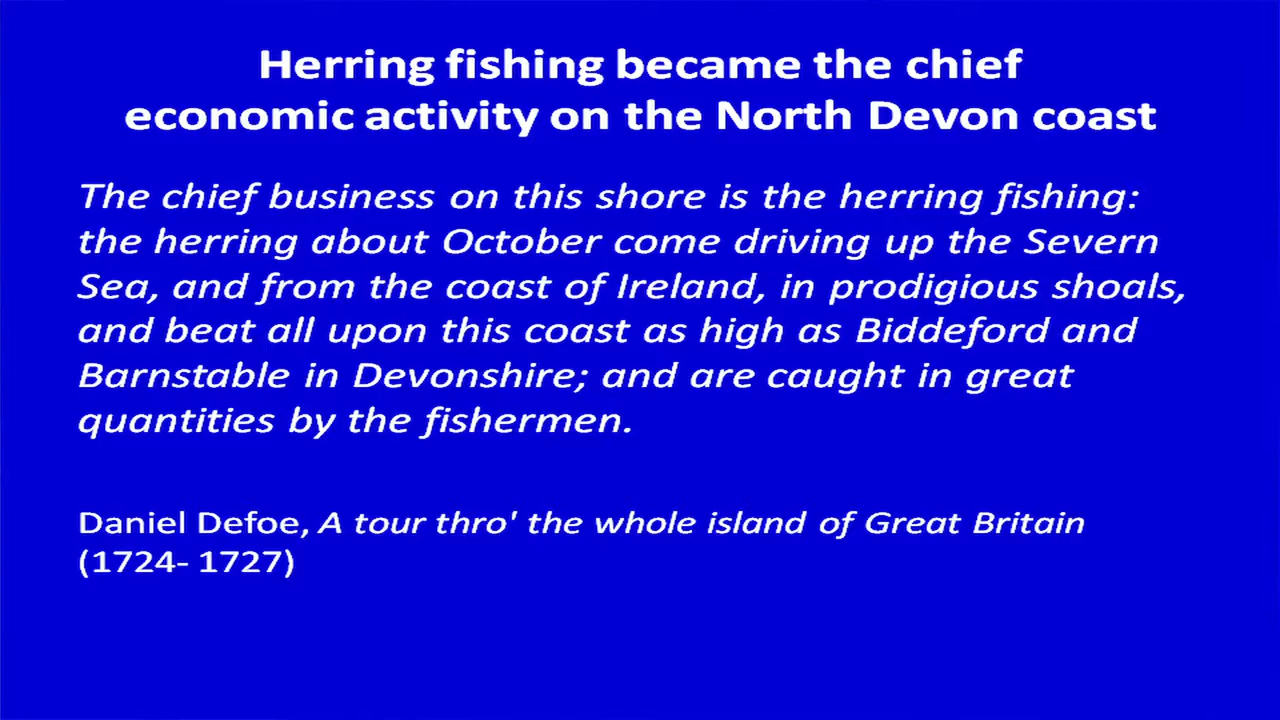 Herring fishing became the chief
economic activity on the North Devon coast
The chief business on this shore is the herring fishing:
the herring about October come driving up the Severn
Sea, and from the coast of Ireland, in prodigious shoals,
and beat all upon this coast as high as Biddeford and
Barnstable in Devonshire; and are caught in great
quantities by the fishermen.
Daniel Defoe, A tour thro' the whole island of Great Britain
(1724- 1727)